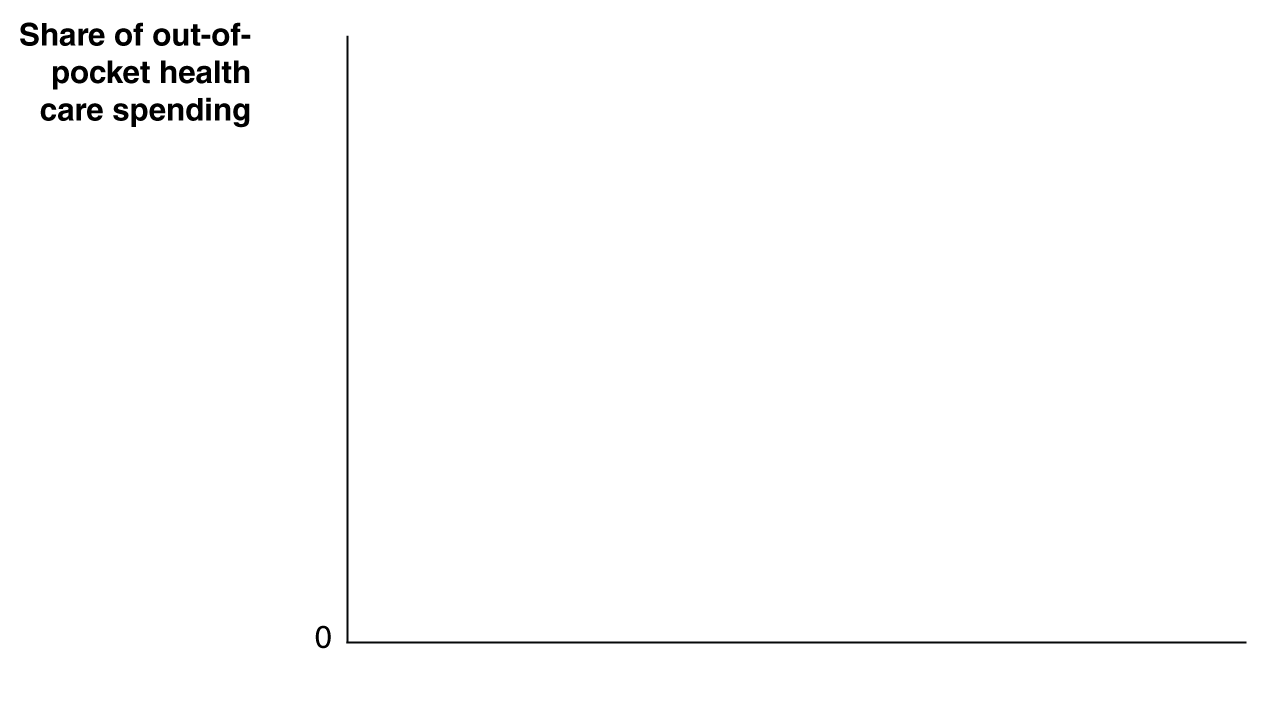 Share of out-of-
pocket health
care spending
0